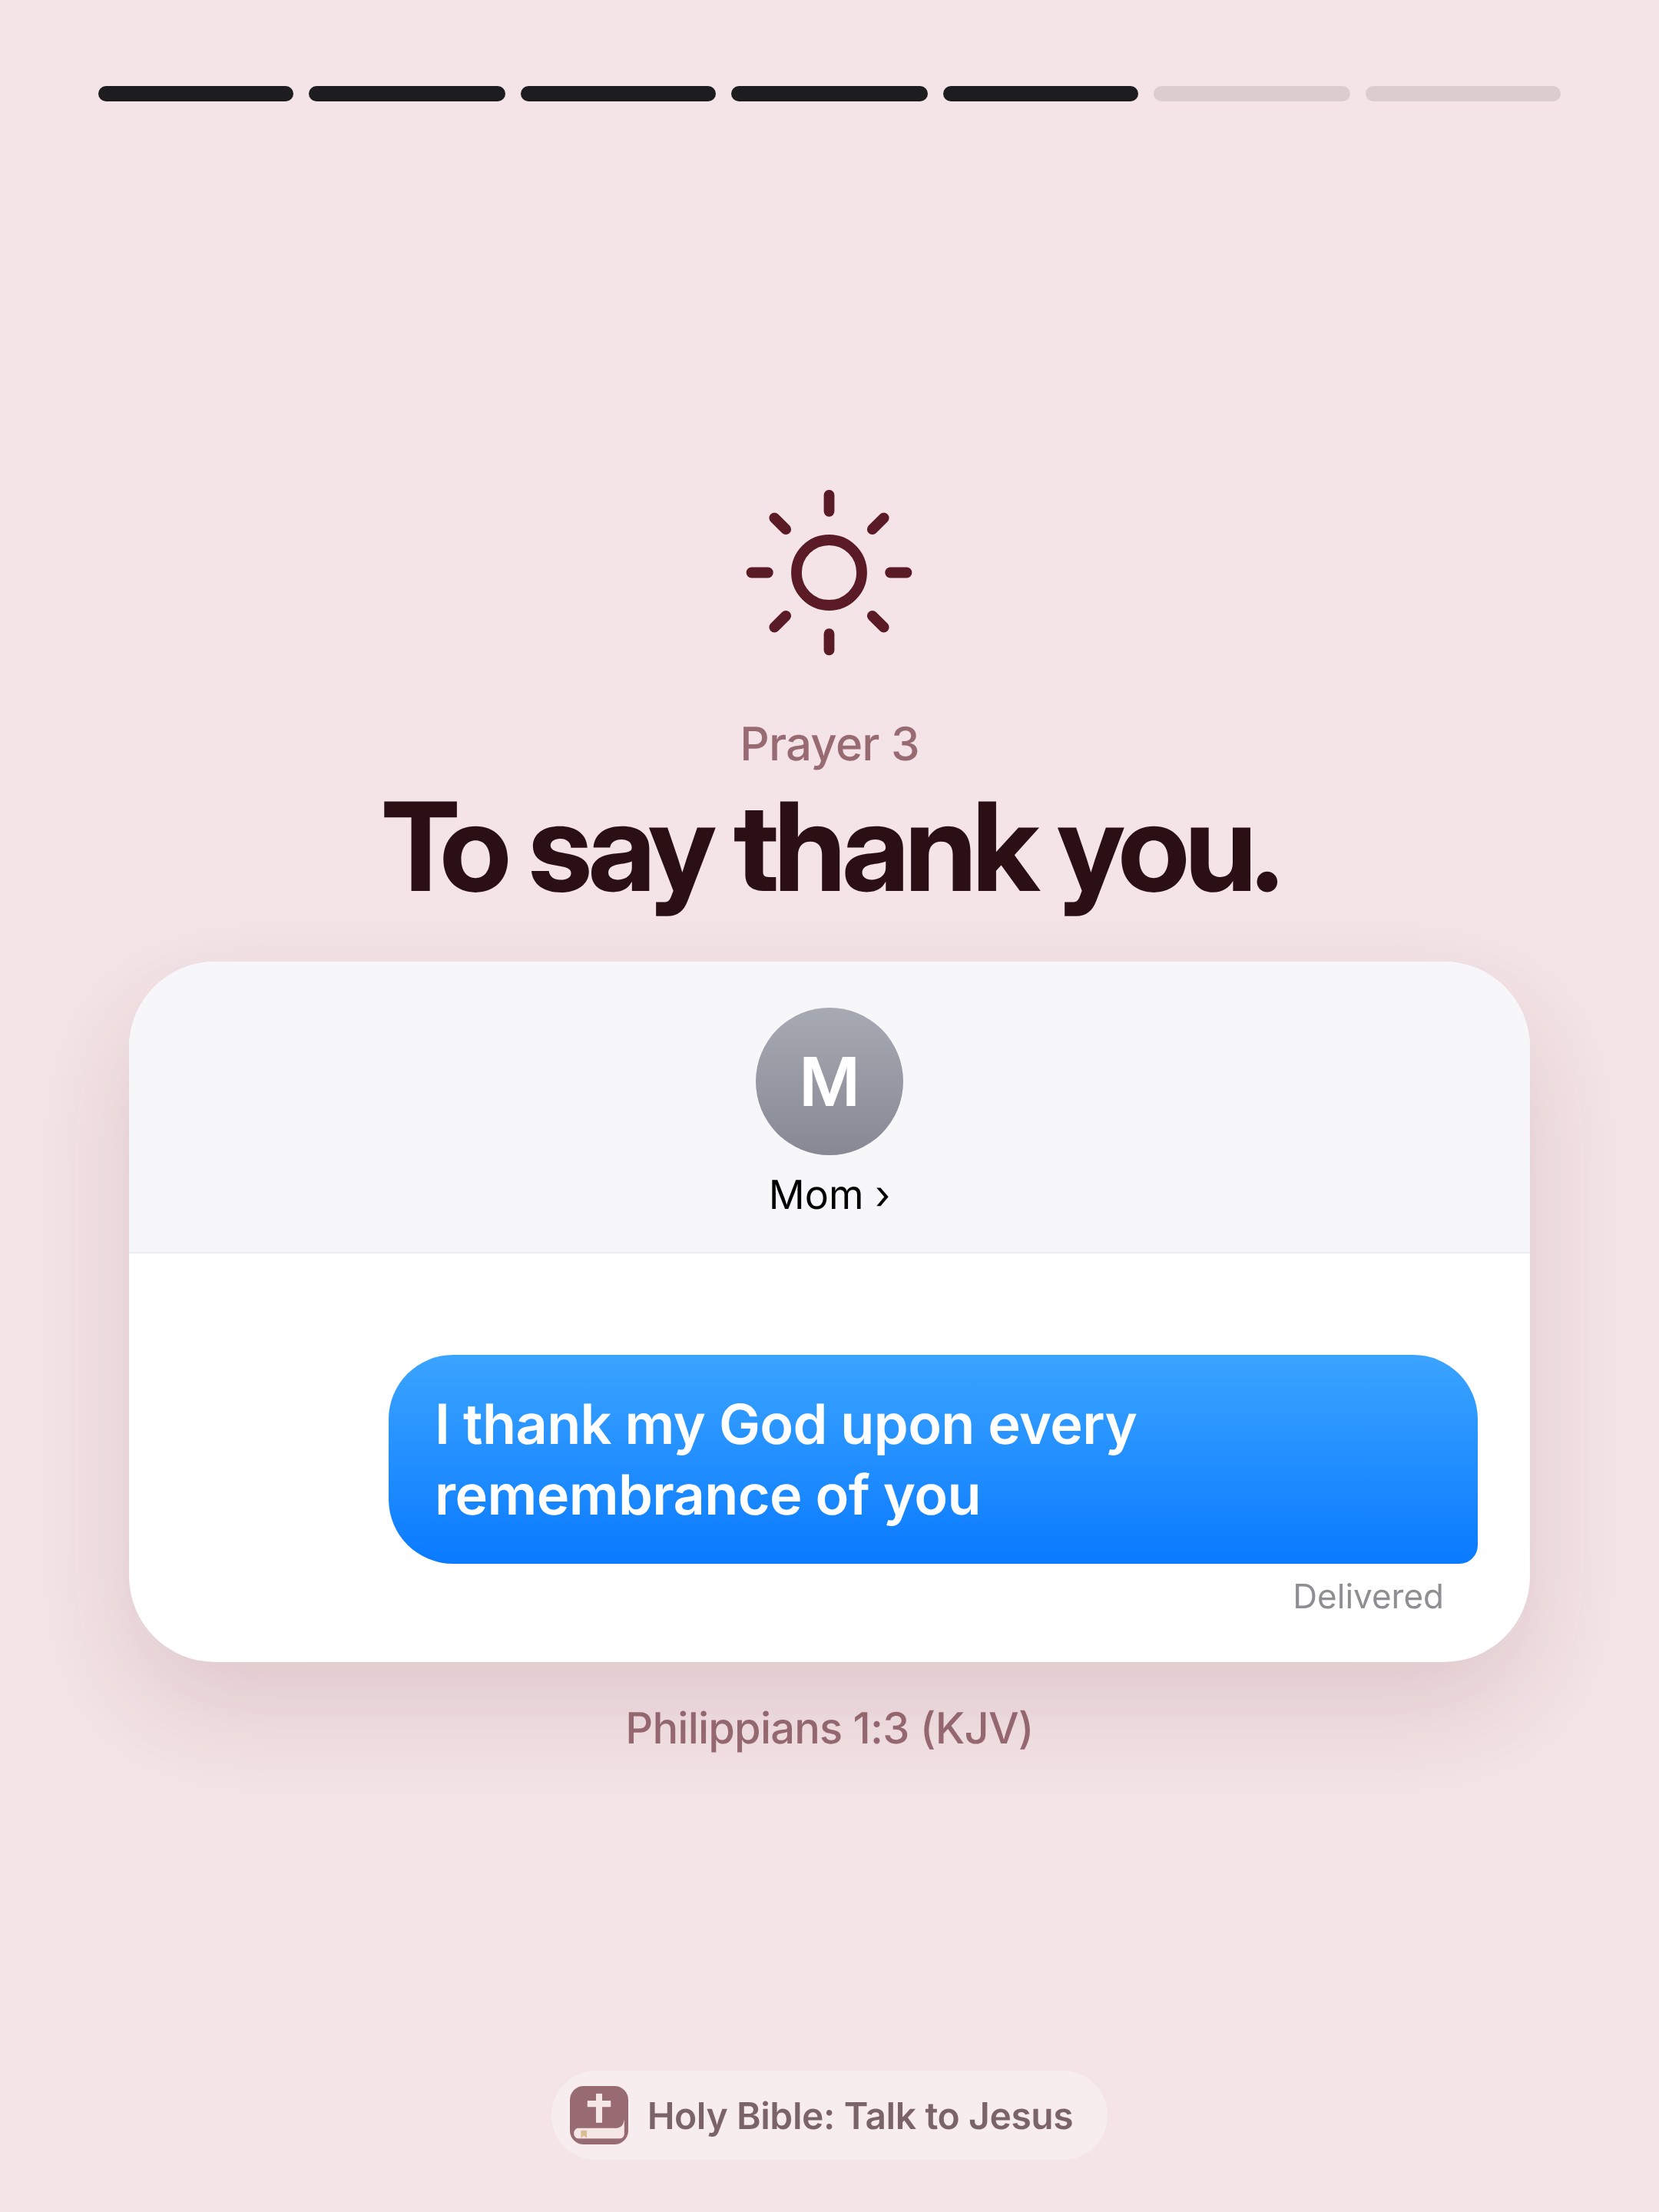 Prayer 3
To say thank you.
M
Mom ›
I thank my God upon every
remembrance of you
Delivered
Philippians 1:3 (KJV)
Holy Bible: Talk to Jesus